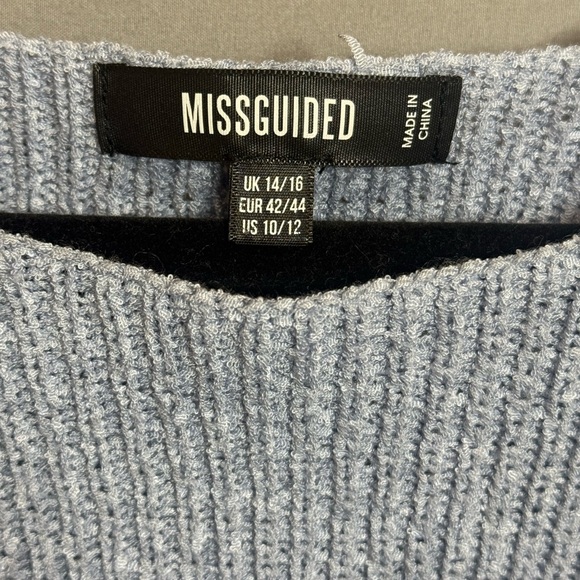 MISSGUIDED
MADE IN
CHINA
UK 14/16
EUR 42/44
US 10/12